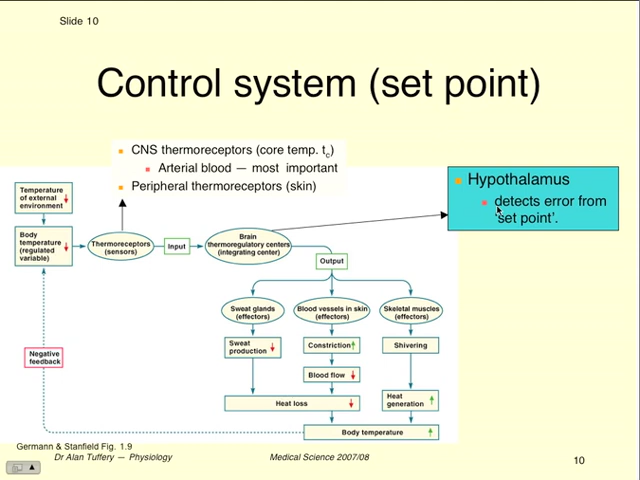 Slide 10
Control system (set point)
CNS thermoreceptors (core temp. tc)
Arterial blood — most important
Peripheral thermoreceptors (skin)
Hypothalamus
detects error from
'set point'.
Temperature
of external
environment
Body
temperature
(regulated
variable)
Thermoreceptors
(sensors)
Input
Brain
thermoregulatory centers
(integrating center)
Output
Sweat glands
(effectors)
Blood vessels in skin
(effectors)
Skeletal muscles
(effectors)
Sweat
production
Constriction
Shivering
Blood flow
Negative
feedback
Heat loss
Heat
generation
Body temperature
Germann & Stanfield Fig. 1.9
Dr Alan Tuffery — Physiology
Medical Science 2007/08
10